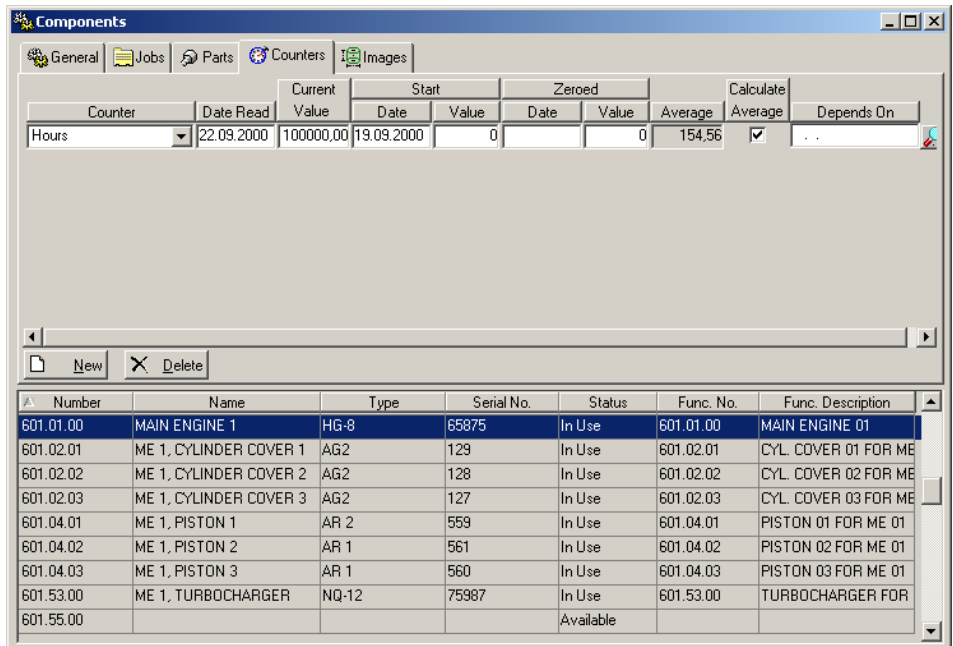 Components
General Jobs Parts Counters Images
Current Start Zeroed Calculate
Counter Date Read Value Date Value Date Value Average Average Depends On
Hours 22.09.2000 100000,00 19.09.2000 0 0 154,56 . .
New Delete
Number Name Type Serial No. Status Func. No. Func. Description
601.01.00 MAIN ENGINE 1 HG-8 65875 In Use 601.01.00 MAIN ENGINE 01
601.02.01 ME 1, CYLINDER COVER 1 AG2 129 In Use 601.02.01 CYL. COVER 01 FOR ME
601.02.02 ME 1, CYLINDER COVER 2 AG2 128 In Use 601.02.02 CYL. COVER 02 FOR ME
601.02.03 ME 1, CYLINDER COVER 3 AG2 127 In Use 601.02.03 CYL. COVER 03 FOR ME
601.04.01 ME 1, PISTON 1 AR 2 559 In Use 601.04.01 PISTON 01 FOR ME 01
601.04.02 ME 1, PISTON 2 AR 1 561 In Use 601.04.02 PISTON 02 FOR ME 01
601.04.03 ME 1, PISTON 3 AR 1 560 In Use 601.04.03 PISTON 03 FOR ME 01
601.53.00 ME 1, TURBOCHARGER NQ-12 75987 In Use 601.53.00 TURBOCHARGER FOR
601.55.00 Available